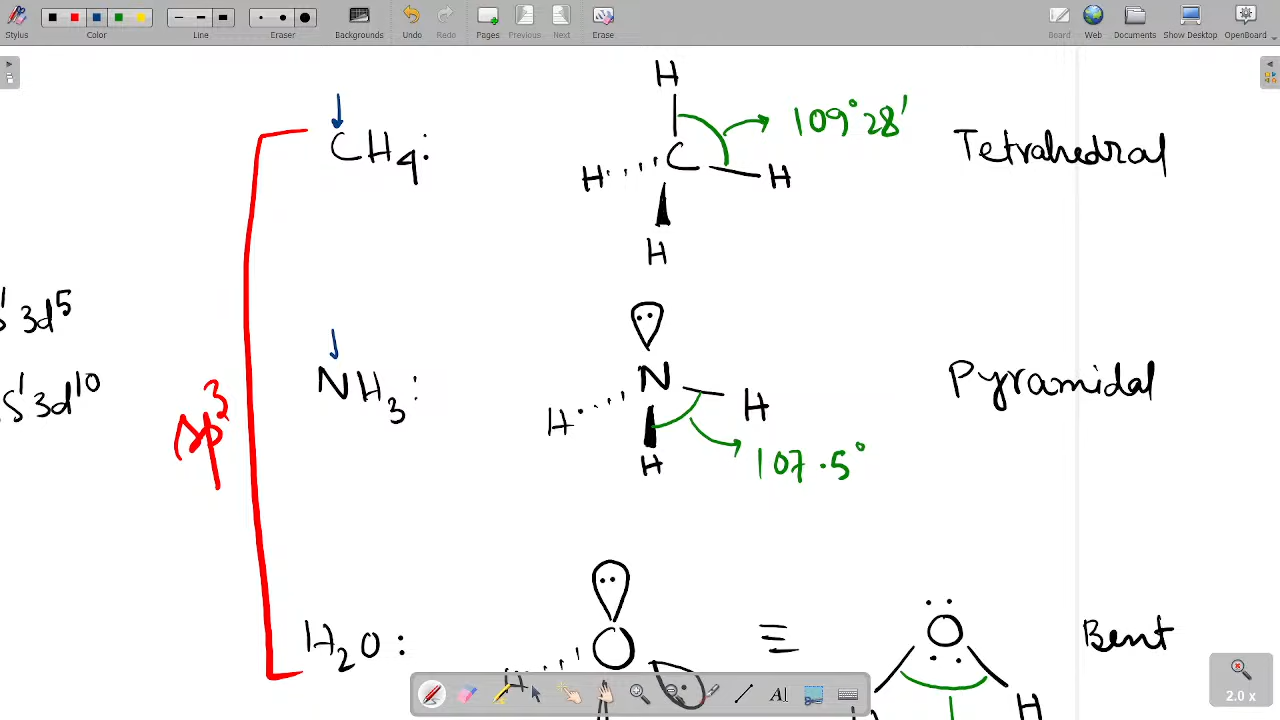 Stylus Color Line Eraser Backgrounds Undo Redo Pages Previous Next Erase Board Web Documents Show Desktop OpenBoard
H
CH4:
109°28'
Tetrahedral
H C H
H
3d⁵
NH3:
N
Pyramidal
H H
3d¹⁰
sp³
H
107.5°
H2O:
O ≡ O
Bent
H
H
AI
2.0 x